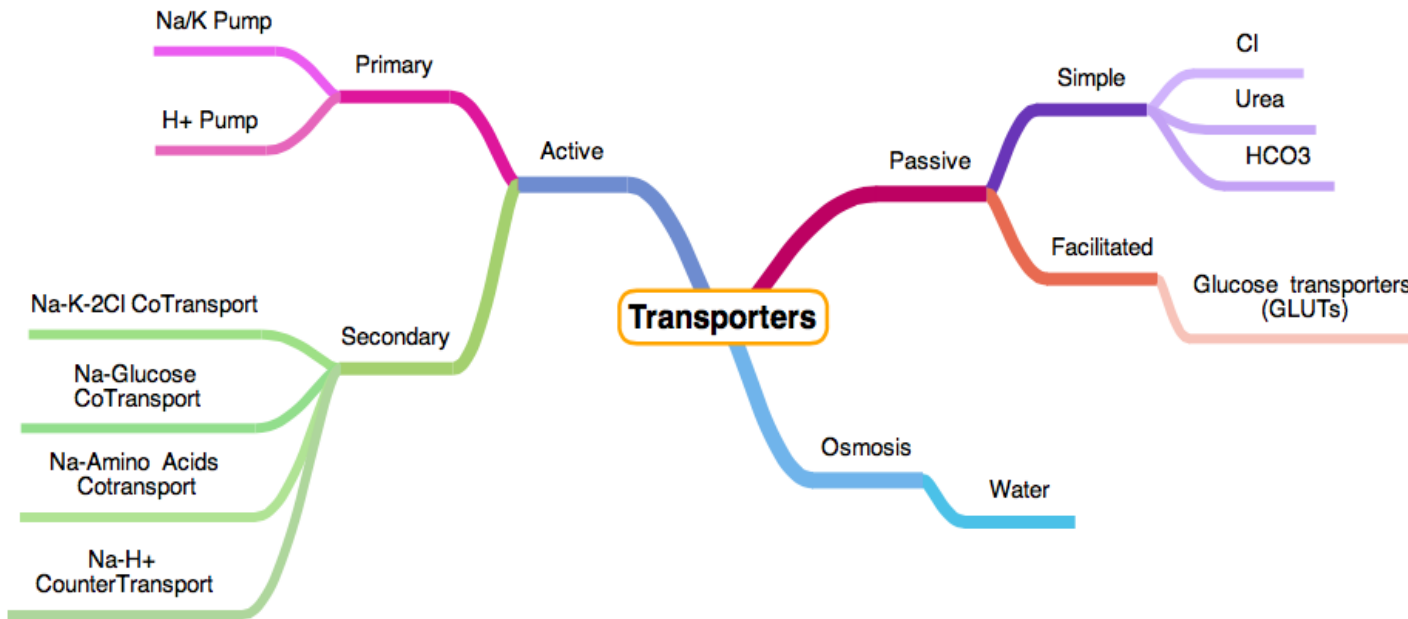 Na/K Pump
Primary
H+ Pump
Active
Na-K-2Cl CoTransport
Secondary
Na-Glucose
CoTransport
Na-Amino Acids
Cotransport
Na-H+
CounterTransport
Transporters
Cl
Simple
Urea
HCO3
Passive
Facilitated
Glucose transporters
(GLUTs)
Osmosis
Water